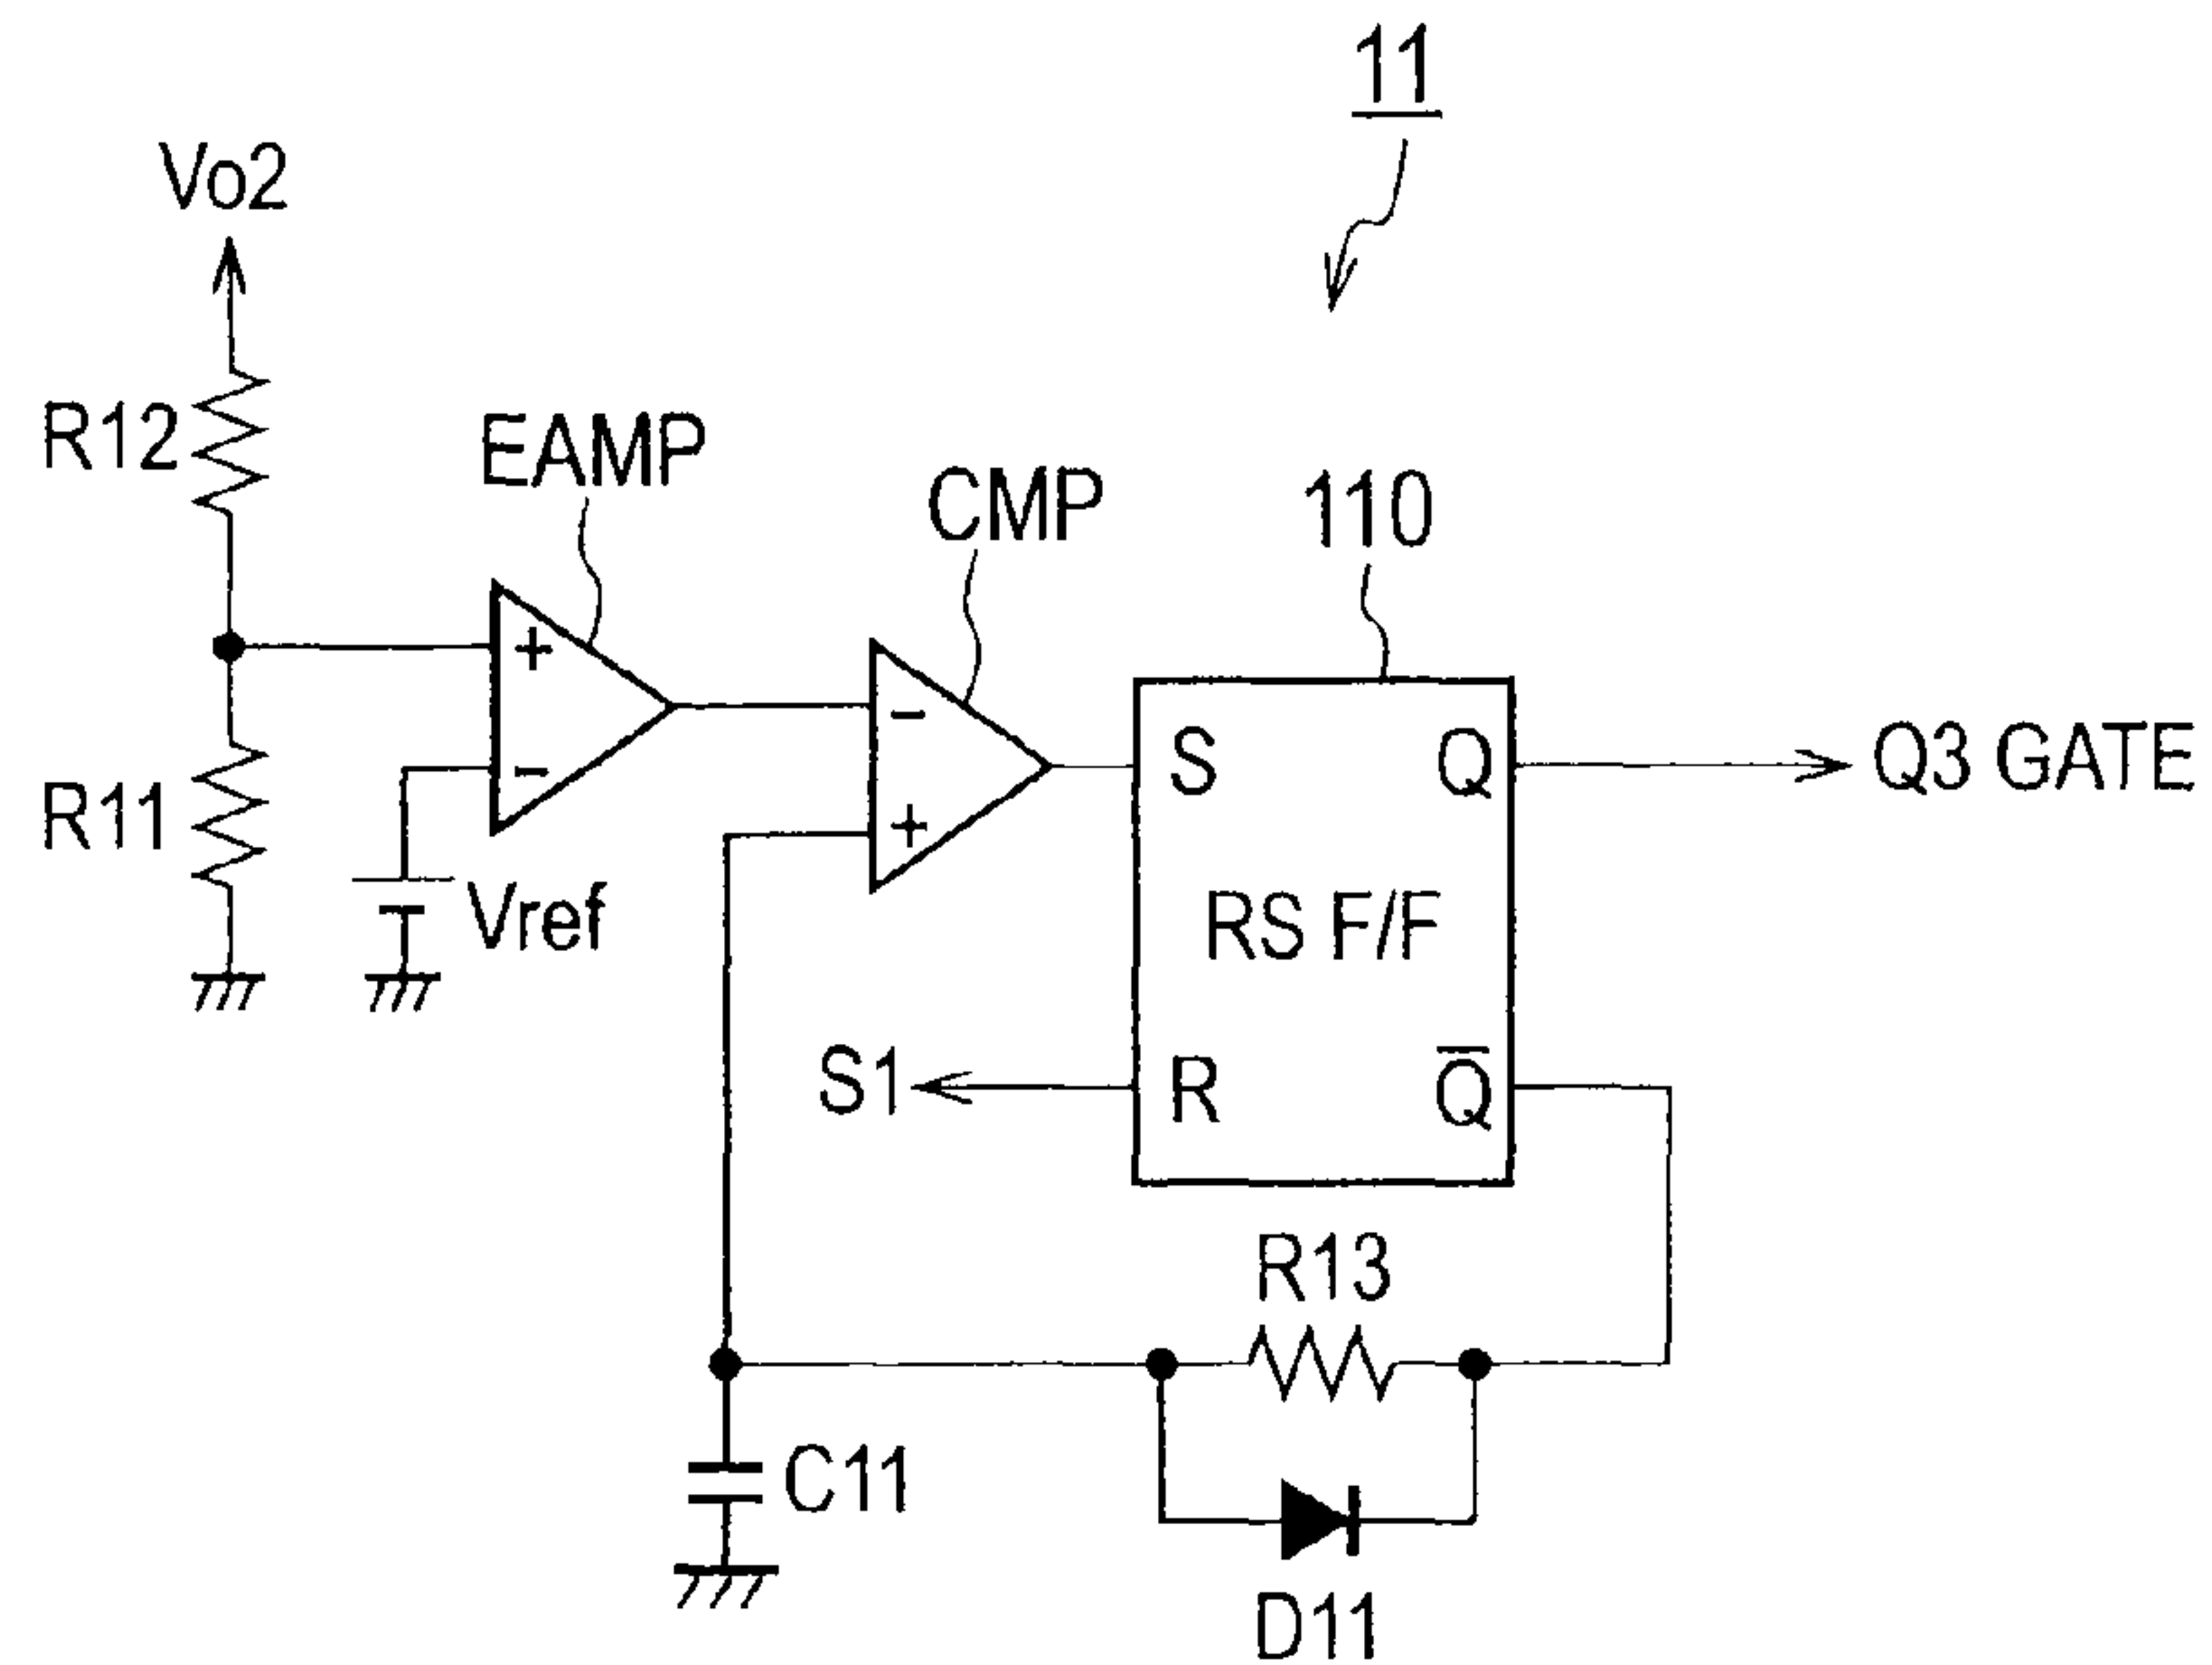 11
Vo2
R12
EAMP
CMP
110
+
-
-
+
S
Q
Q3 GATE
R11
Vref
RS F/F
S1
R
Q̅
R13
C11
D11